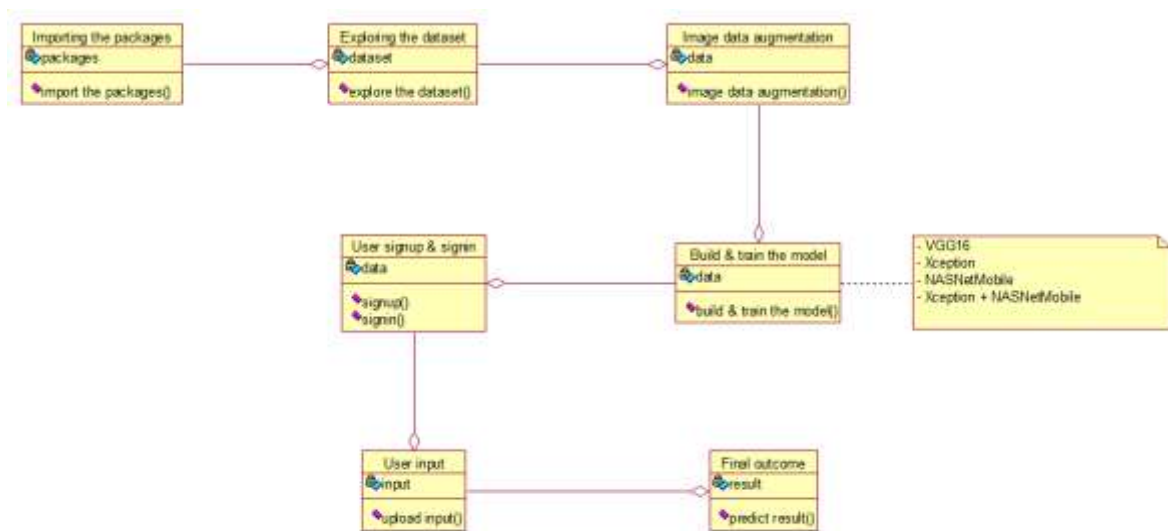 Importing the packages
packages
import the packages()
Exploring the dataset
dataset
explore the dataset()
Image data augmentation
data
image data augmentation()
User signup & signin
data
signup()
signin()
Build & train the model
data
build & train the model()
- VGG16
- Xception
- NASNetMobile
- Xception + NASNetMobile
User input
input
upload input()
Final outcome
result
predict result()